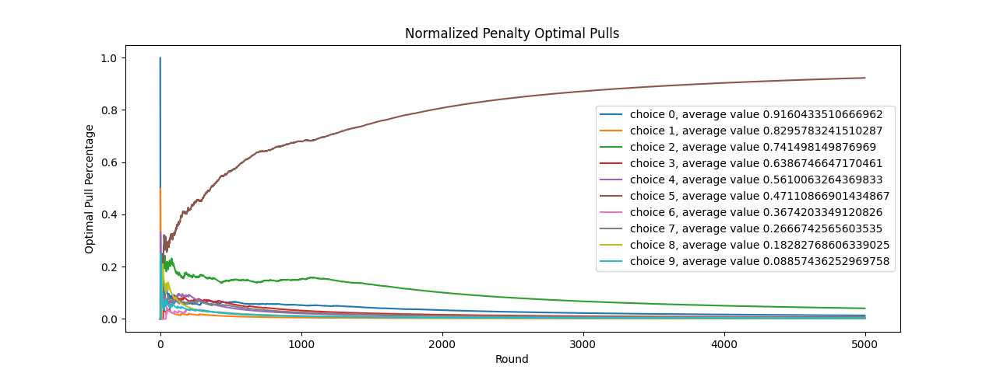 Normalized Penalty Optimal Pulls
Optimal Pull Percentage
1.0
0.8
0.6
0.4
0.2
0.0
choice 0, average value 0.9160433510666962
choice 1, average value 0.8295783241510287
choice 2, average value 0.741498149876969
choice 3, average value 0.6386746647170461
choice 4, average value 0.5610063264369833
choice 5, average value 0.47110866901434867
choice 6, average value 0.3674203349120826
choice 7, average value 0.2666742565603535
choice 8, average value 0.18282768606339025
choice 9, average value 0.08857436252969758
0 1000 2000 3000 4000 5000
Round